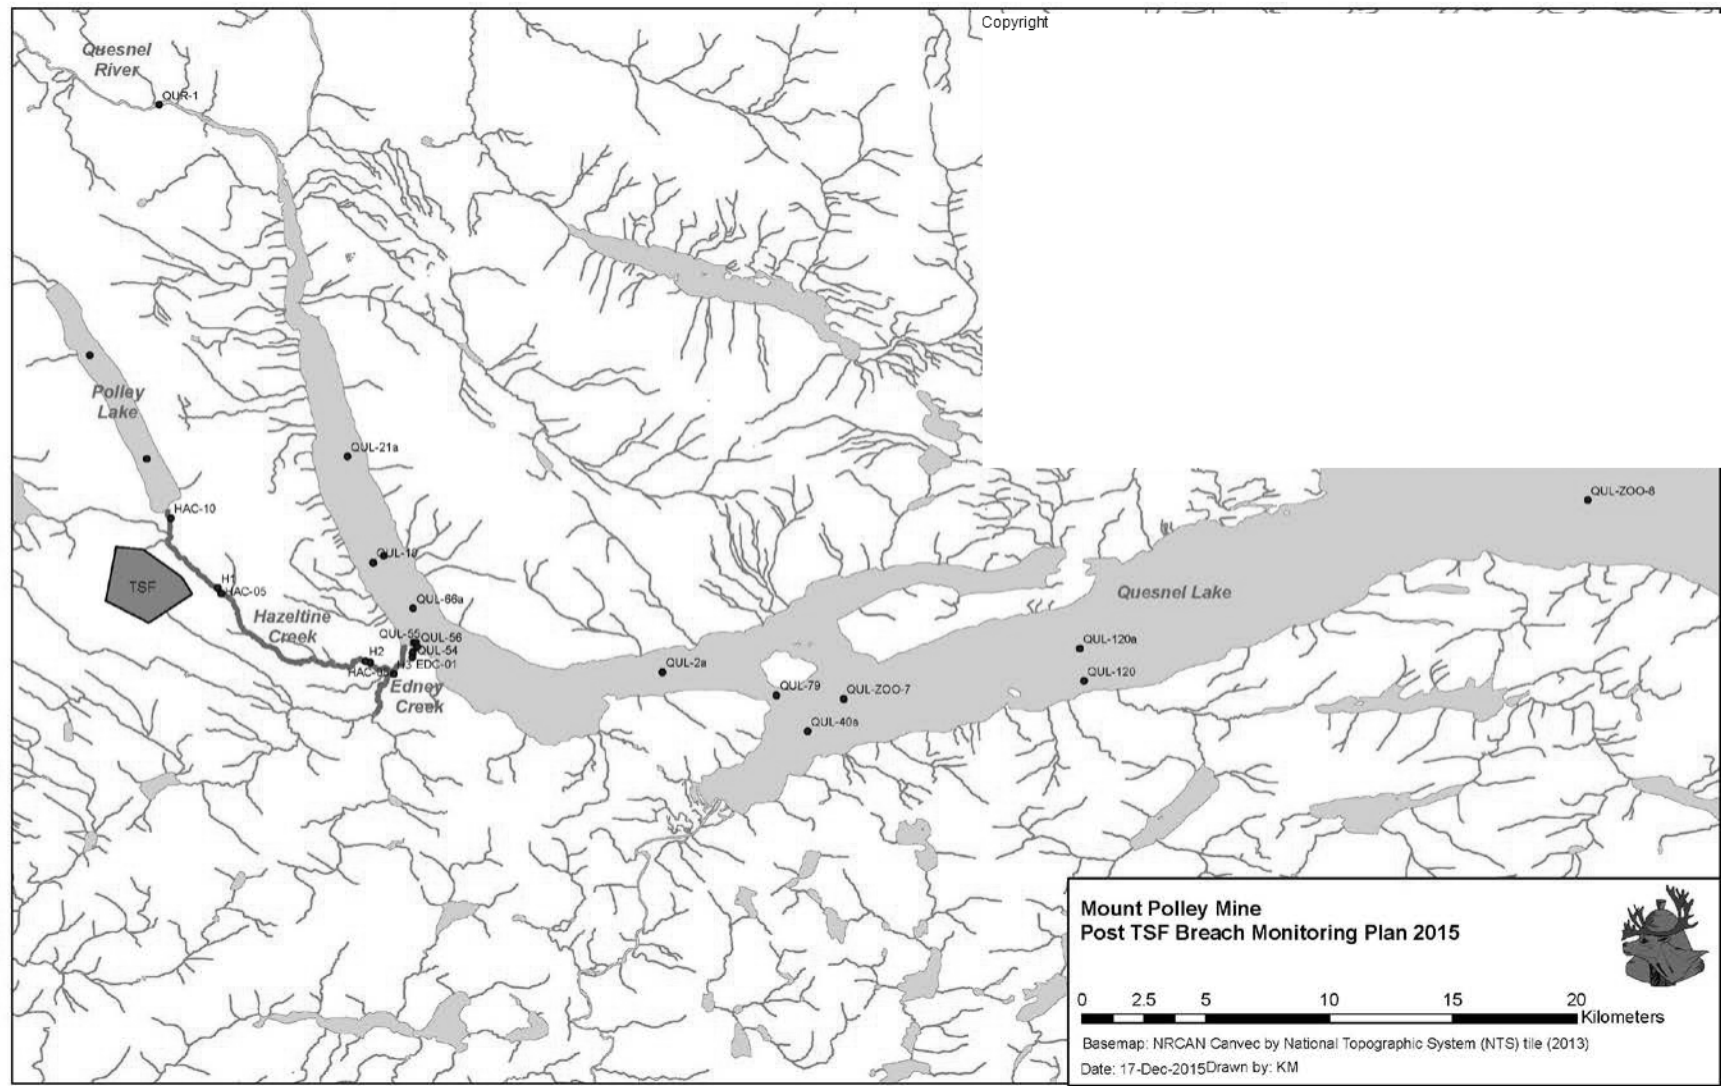 Copyright
Quesnel
River
QUR-1
Polley
Lake
QUL-21a
HAC-10
QUL-ZOO-8
QUL-18
TSF
H1
HAC-05
Quesnel Lake
QUL-66a
Hazeltine
Creek
QUL-55
QUL-56
QUL-120a
QUL-54
H2
H3
EDC-01
QUL-2a
QUL-120
Edney
Creek
QUL-79
QUL-ZOO-7
QUL-40a
Mount Polley Mine
Post TSF Breach Monitoring Plan 2015
0 2.5 5 10 15 20
Kilometers
Basemap: NRCAN Canvec by National Topographic System (NTS) tile (2013)
Date: 17-Dec-2015Drawn by: KM